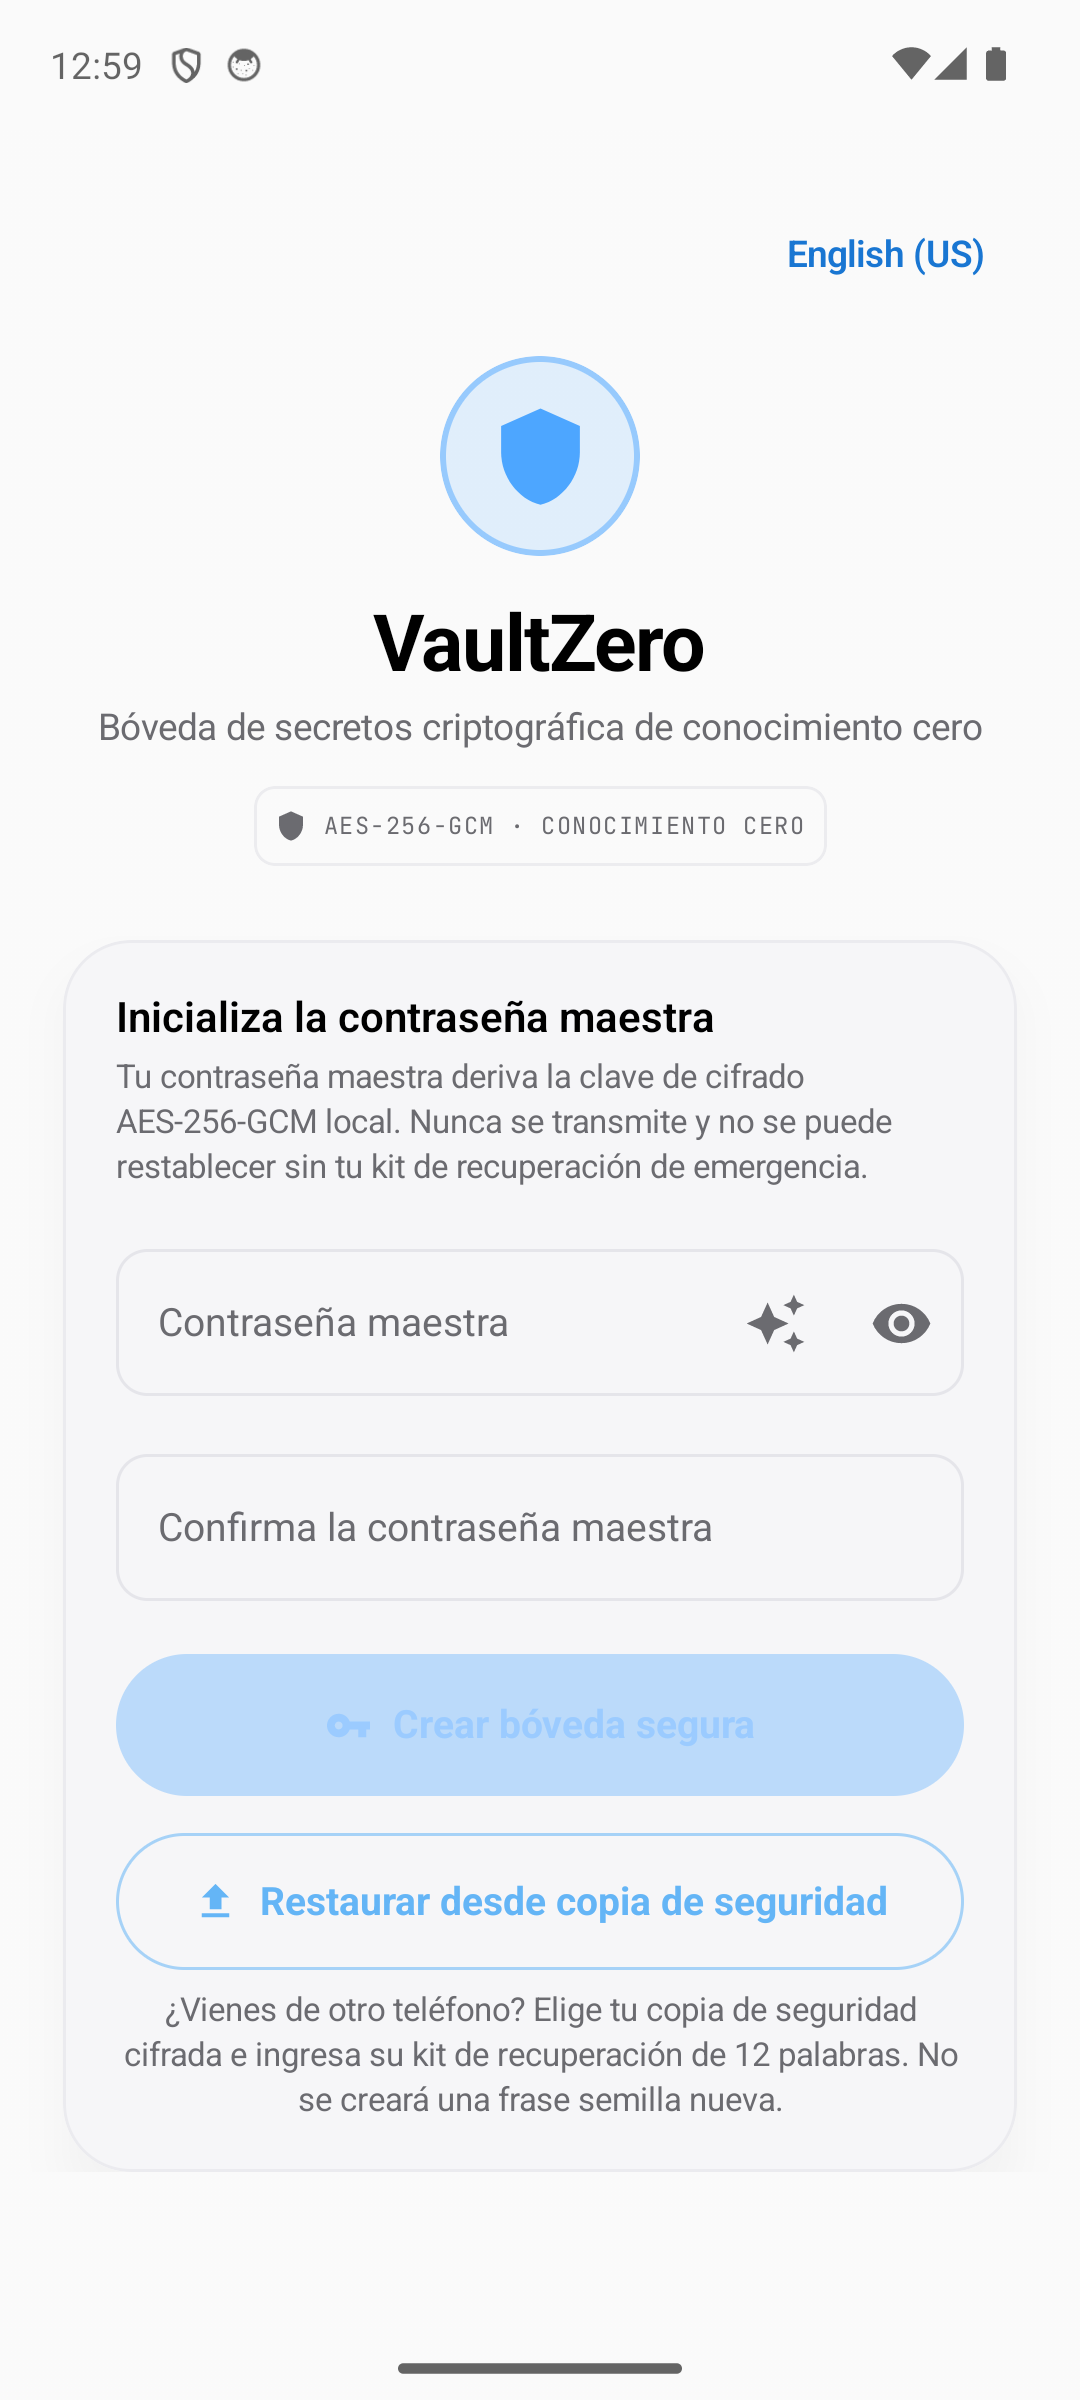 12:59
English (US)
VaultZero
Bóveda de secretos criptográfica de conocimiento cero
AES-256-GCM · CONOCIMIENTO CERO
Inicializa la contraseña maestra
Tu contraseña maestra deriva la clave de cifrado
AES-256-GCM local. Nunca se transmite y no se puede
restablecer sin tu kit de recuperación de emergencia.
Contraseña maestra
Confirma la contraseña maestra
Crear bóveda segura
Restaurar desde copia de seguridad
¿Vienes de otro teléfono? Elige tu copia de seguridad
cifrada e ingresa su kit de recuperación de 12 palabras. No
se creará una frase semilla nueva.